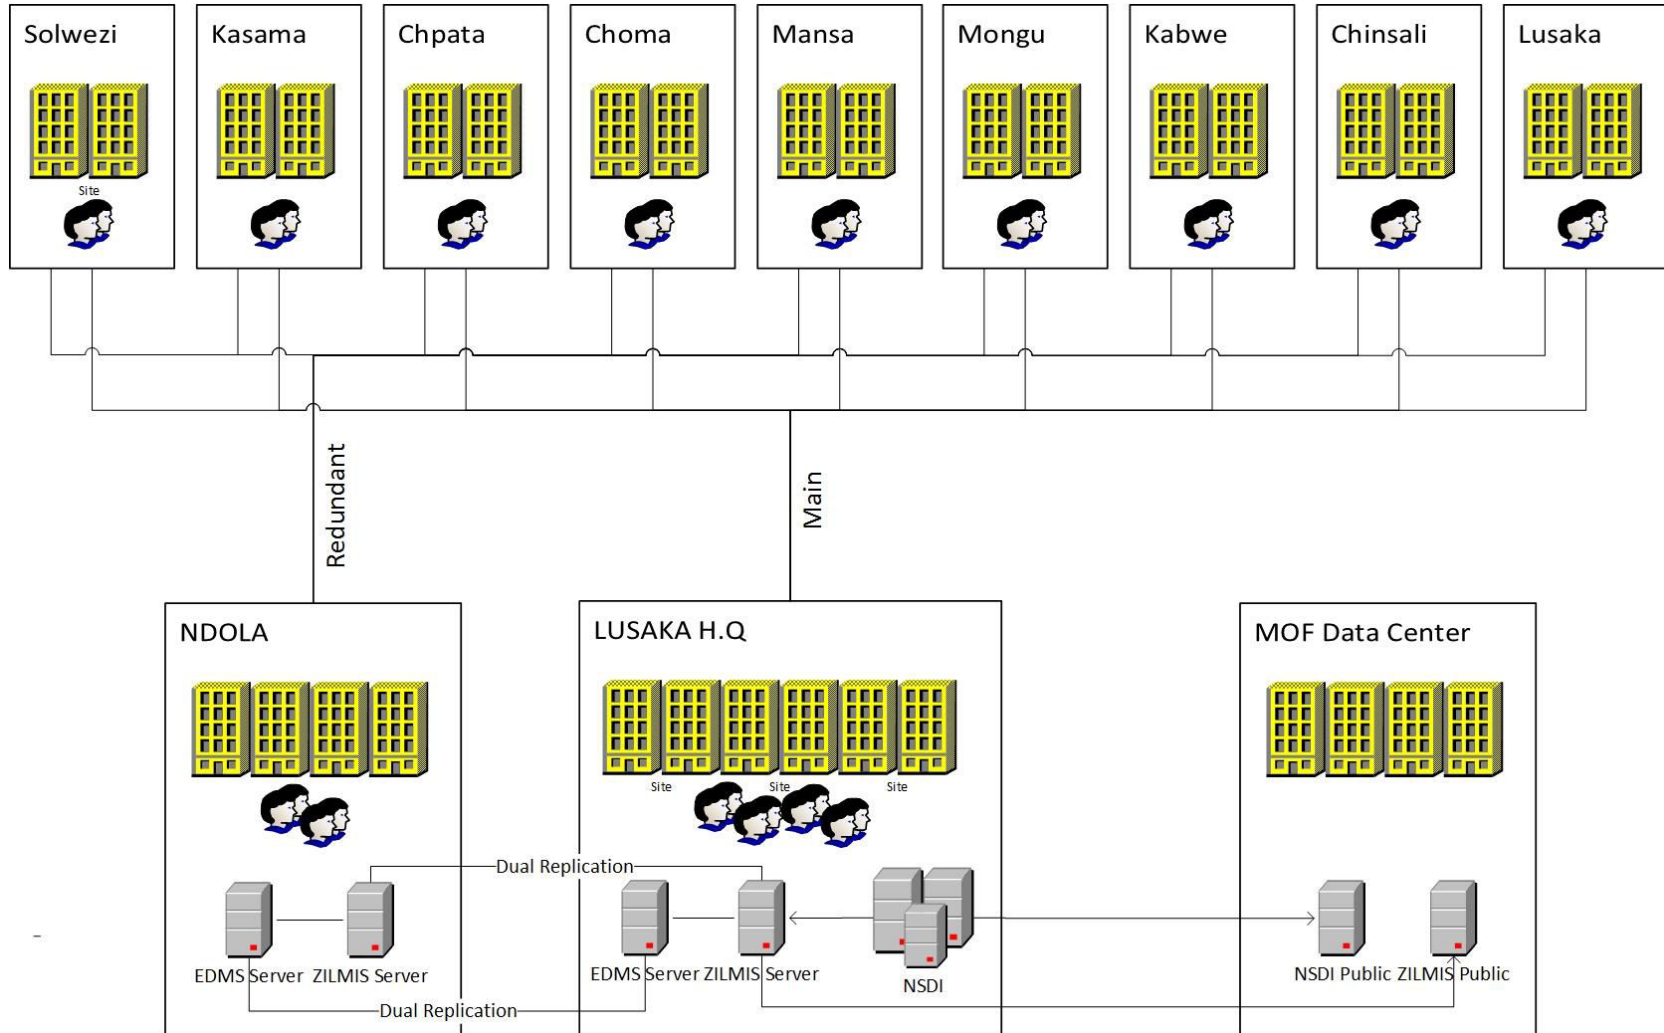 Solwezi
Kasama
Chpata
Choma
Mansa
Mongu
Kabwe
Chinsali
Lusaka
Site
Redundant
Main
NDOLA
LUSAKA H.Q
MOF Data Center
Site
Site
Site
Dual Replication
EDMS Server
ZILMIS Server
EDMS Server
ZILMIS Server
NSDI
NSDI Public
ZILMIS Public
Dual Replication